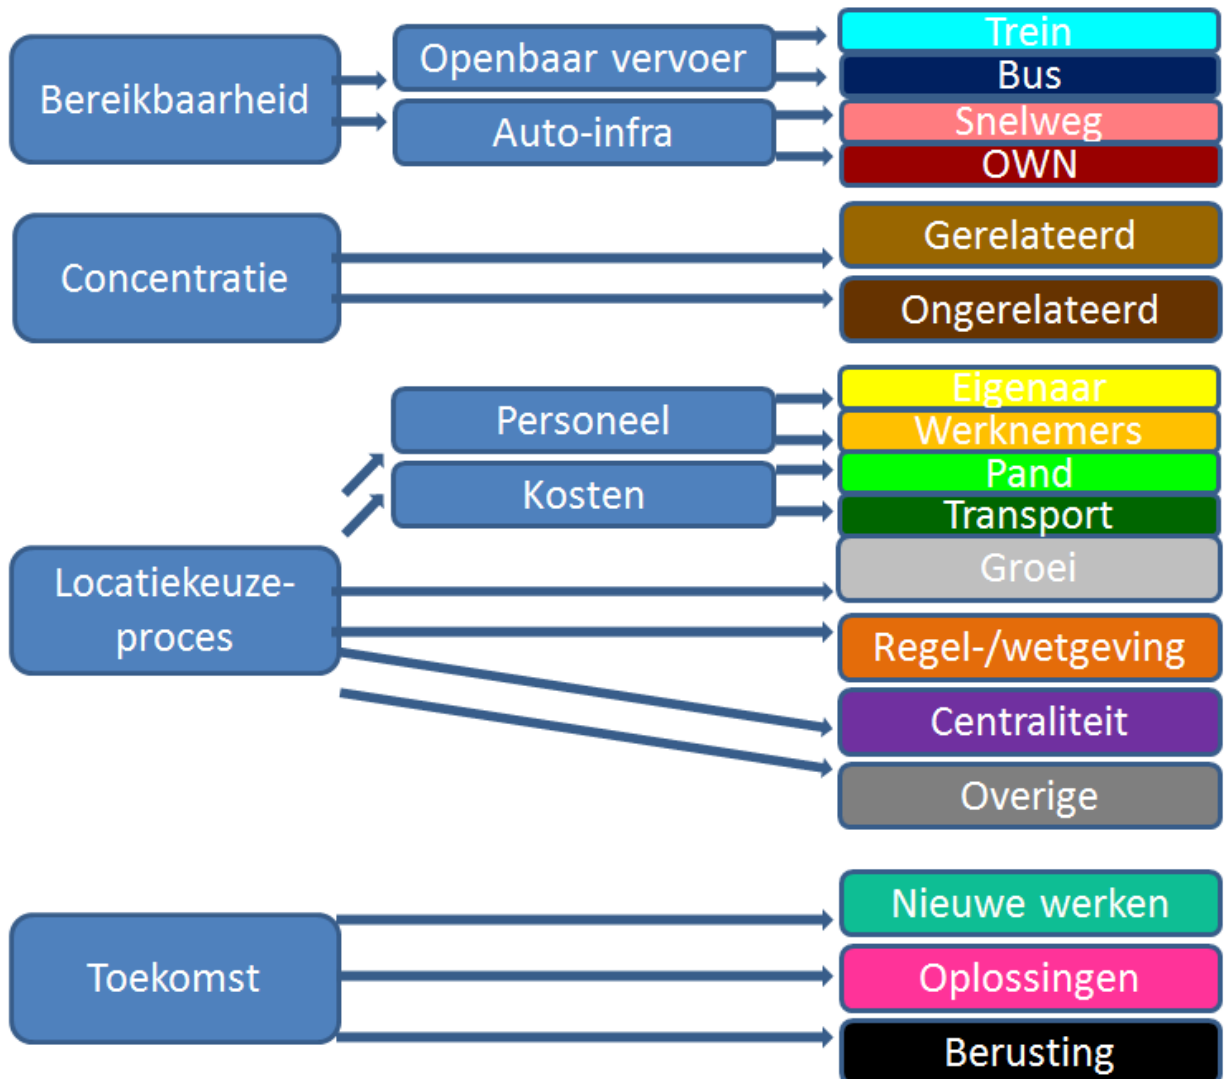 Bereikbaarheid
Openbaar vervoer
Auto-infra
Trein
Bus
Snelweg
OWN
Concentratie
Gerelateerd
Ongerelateerd
Locatiekeuze-
proces
Personeel
Kosten
Eigenaar
Werknemers
Pand
Transport
Groei
Regel-/wetgeving
Centraliteit
Overige
Toekomst
Nieuwe werken
Oplossingen
Berusting